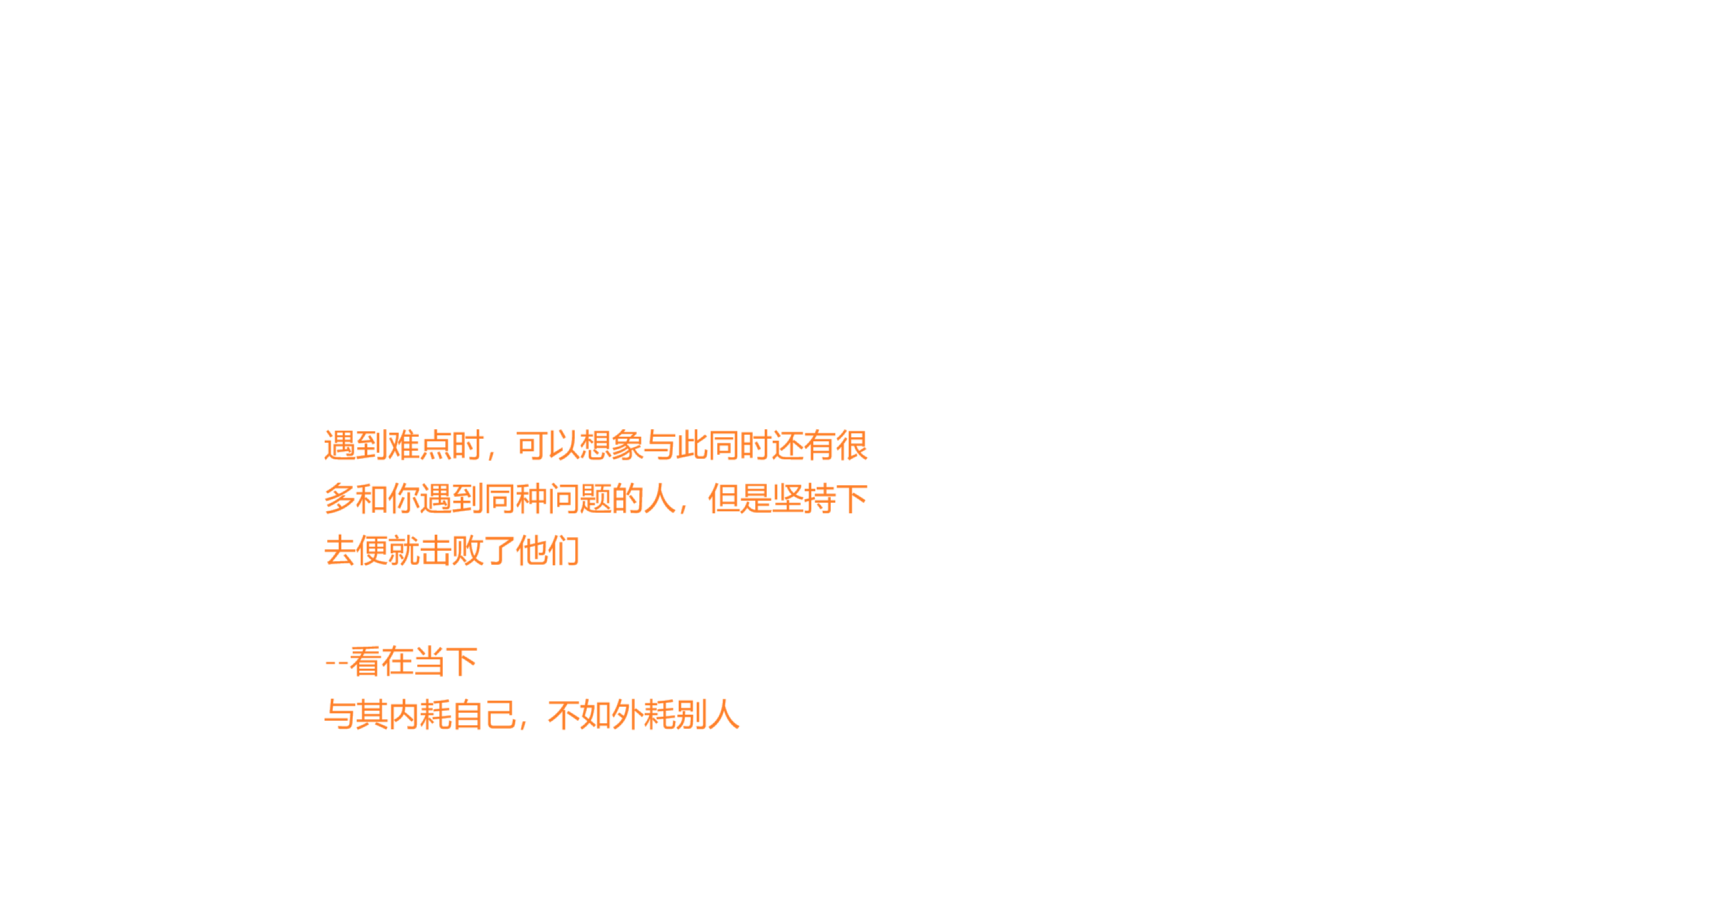 遇到难点时，可以想象与此同时还有很
多和你遇到同种问题的人，但是坚持下
去便就击败了他们
--看在当下
与其内耗自己，不如外耗别人